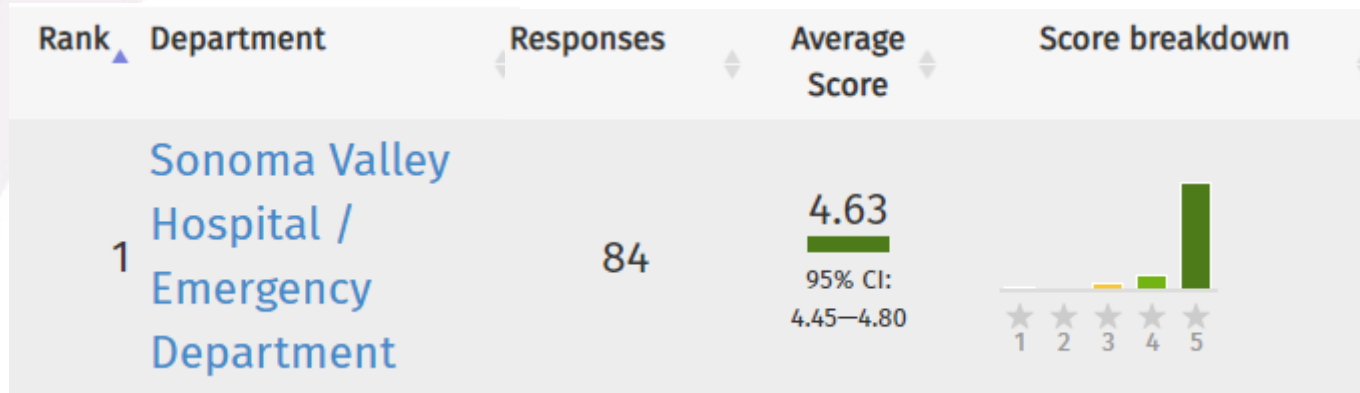 Rank Department Responses Average Score Score breakdown
1 Sonoma Valley Hospital / Emergency Department 84 4.63
95% CI:
4.45—4.80
1 2 3 4 5